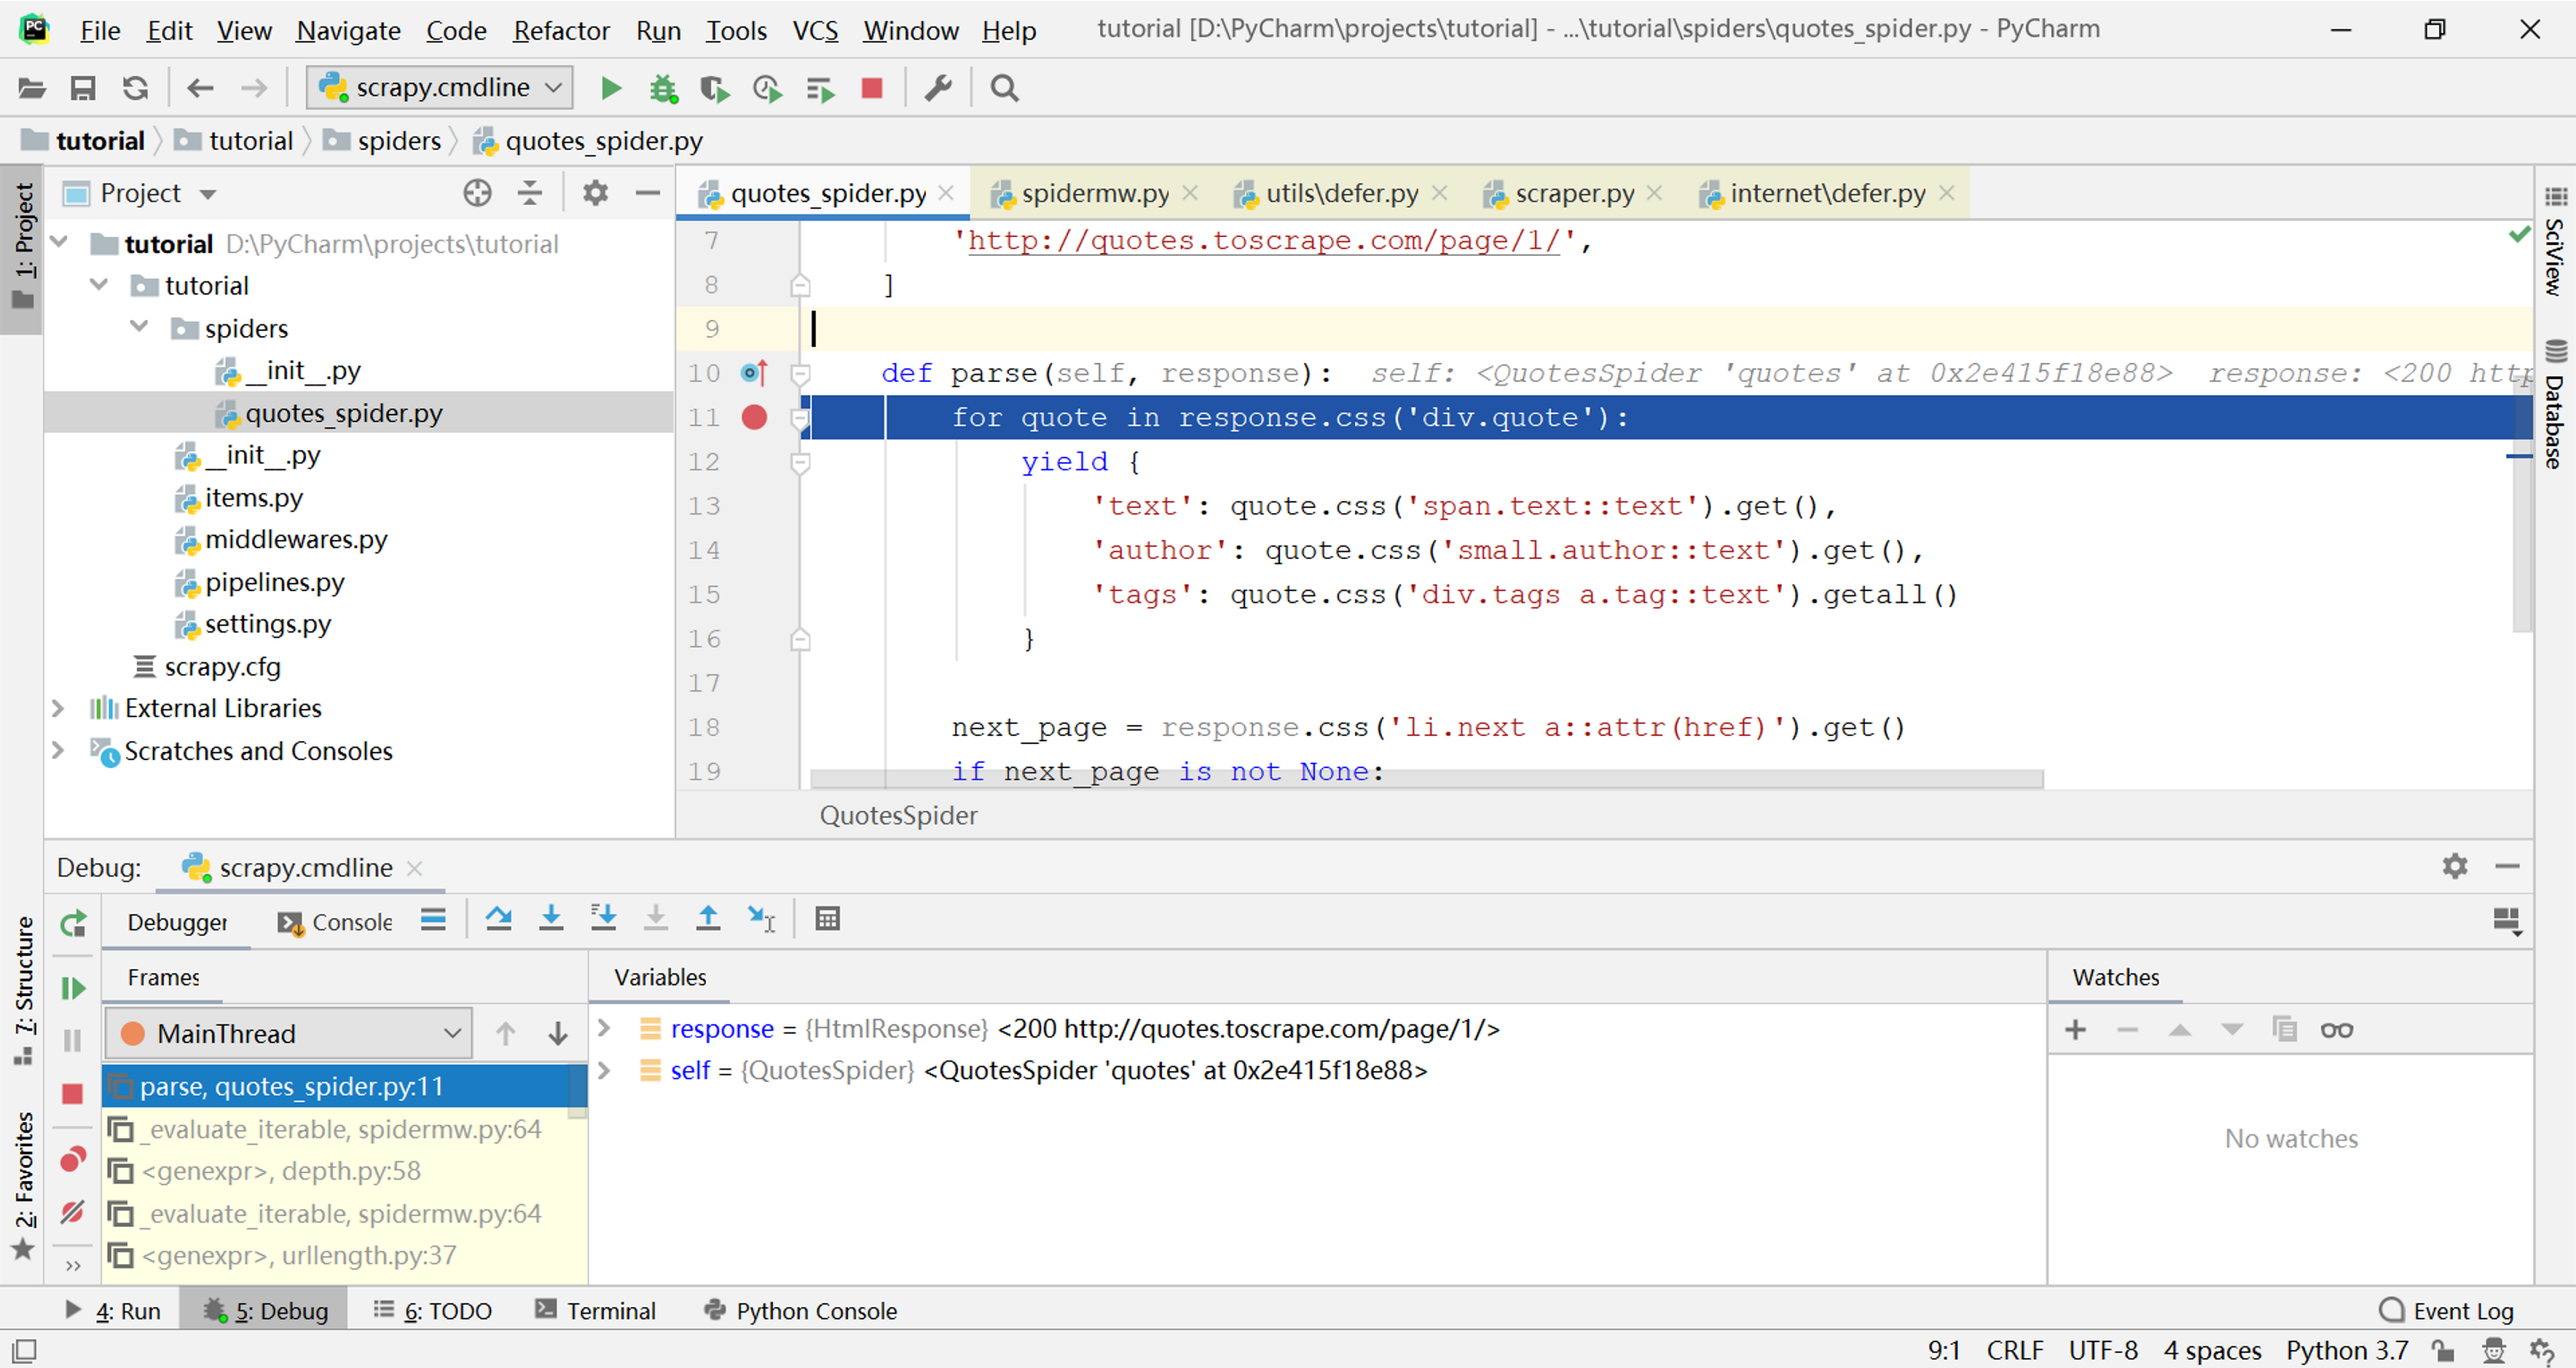 File Edit View Navigate Code Refactor Run Tools VCS Window Help tutorial [D:\PyCharm\projects\tutorial] - ...\tutorial\spiders\quotes_spider.py - PyCharm
scrapy.cmdline
tutorial tutorial spiders quotes_spider.py
1: Project
Project
tutorial D:\PyCharm\projects\tutorial
tutorial
spiders
__init__.py
quotes_spider.py
__init__.py
items.py
middlewares.py
pipelines.py
settings.py
scrapy.cfg
External Libraries
Scratches and Consoles
quotes_spider.py spidermw.py utils\defer.py scraper.py internet\defer.py
7 'http://quotes.toscrape.com/page/1/',
8 ]
9
10 def parse(self, response): self: <QuotesSpider 'quotes' at 0x2e415f18e88> response: <200 http
11 for quote in response.css('div.quote'):
12 yield {
13 'text': quote.css('span.text::text').get(),
14 'author': quote.css('small.author::text').get(),
15 'tags': quote.css('div.tags a.tag::text').getall()
16 }
17
18 next_page = response.css('li.next a::attr(href)').get()
19 if next_page is not None:
QuotesSpider
SciView
Database
Debug: scrapy.cmdline
7: Structure
2: Favorites
Debugger Console
Frames
MainThread
parse, quotes_spider.py:11
_evaluate_iterable, spidermw.py:64
<genexpr>, depth.py:58
_evaluate_iterable, spidermw.py:64
<genexpr>, urllength.py:37
Variables
response = {HtmlResponse} <200 http://quotes.toscrape.com/page/1/>
self = {QuotesSpider} <QuotesSpider 'quotes' at 0x2e415f18e88>
Watches
No watches
4: Run 5: Debug 6: TODO Terminal Python Console Event Log
9:1 CRLF UTF-8 4 spaces Python 3.7